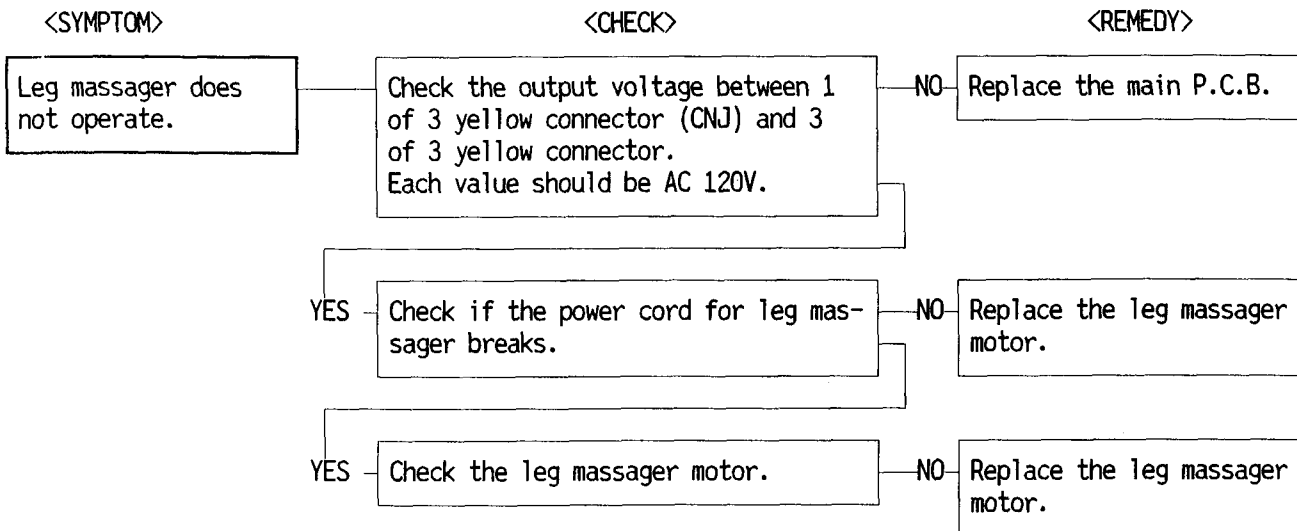 <SYMPTOM> <CHECK> <REMEDY>
Leg massager does
not operate.
Check the output voltage between 1
of 3 yellow connector (CNJ) and 3
of 3 yellow connector.
Each value should be AC 120V.
NO
Replace the main P.C.B.
YES
Check if the power cord for leg mas-
sager breaks.
NO
Replace the leg massager
motor.
YES
Check the leg massager motor.
NO
Replace the leg massager
motor.